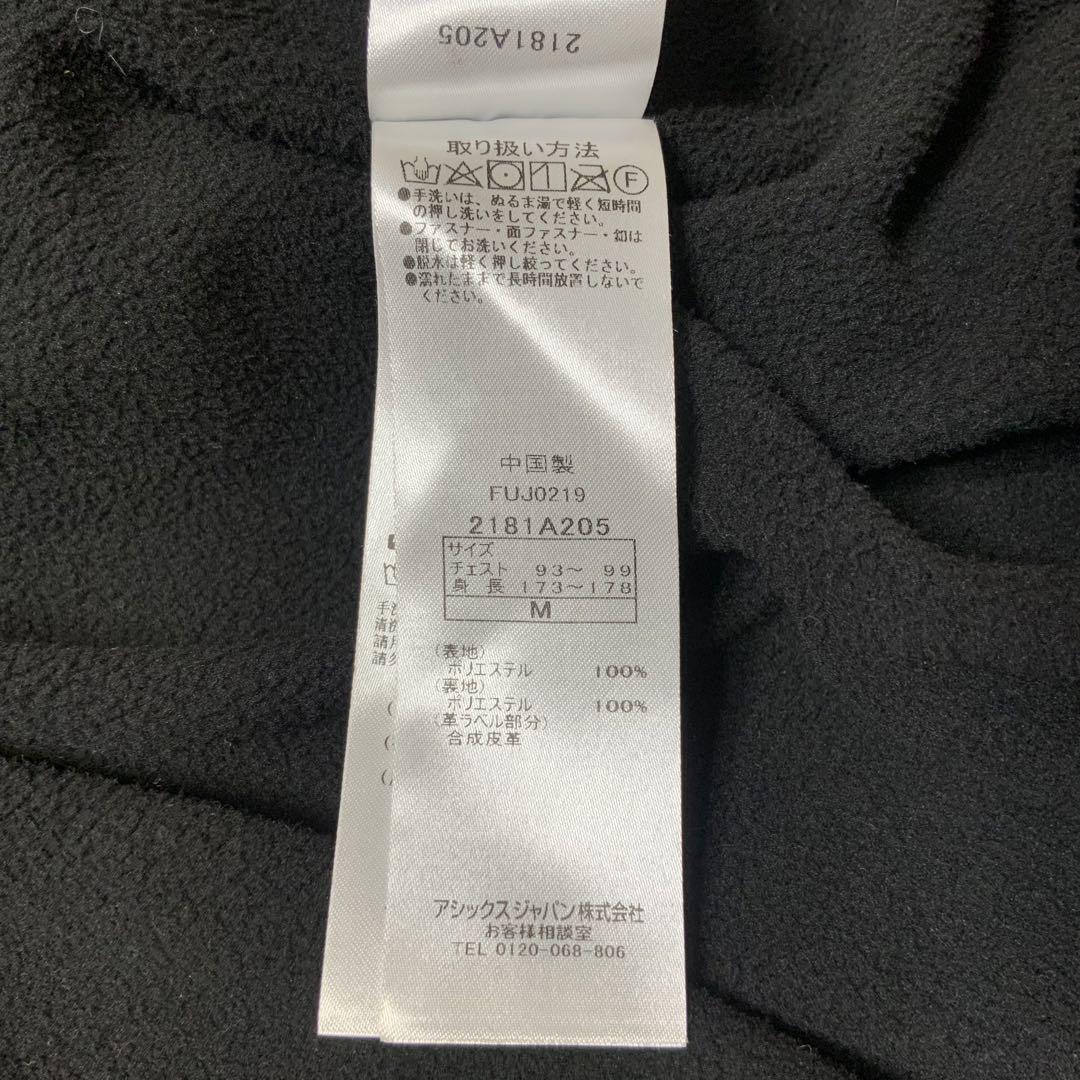 2181A205
取り扱い方法
F
●手洗いは、ぬるま湯で軽く短時間
の押し洗いをしてください。
●ファスナー・面ファスナー・釦は
閉じてお洗いください。
●脱水は軽く押し絞ってください。
●濡れたままで長時間放置しないで
ください。
中国製
FUJ0219
2181A205
サイズ
チェスト 93～ 99
身長 173～178
M
(表地)
ポリエステル 100%
(裏地)
ポリエステル 100%
(革ラベル部分)
合成皮革
アシックスジャパン株式会社
お客様相談室
TEL 0120-068-806
手
請
請